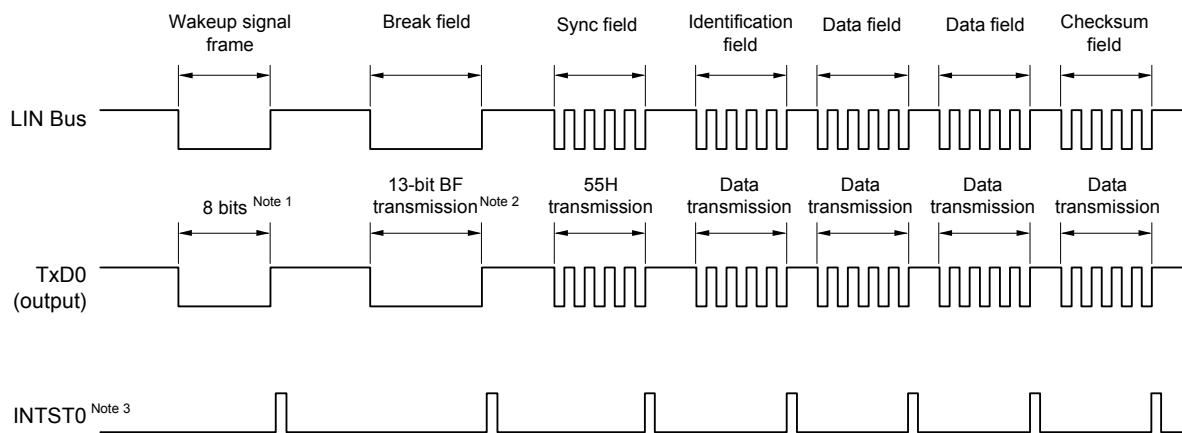 Wakeup signal
frame
Break field
Sync field
Identification
field
Data field
Data field
Checksum
field
LIN Bus
8 bits Note 1
13-bit BF
transmission Note 2
55H
transmission
Data
transmission
Data
transmission
Data
transmission
Data
transmission
TxD0
(output)
INTST0 Note 3